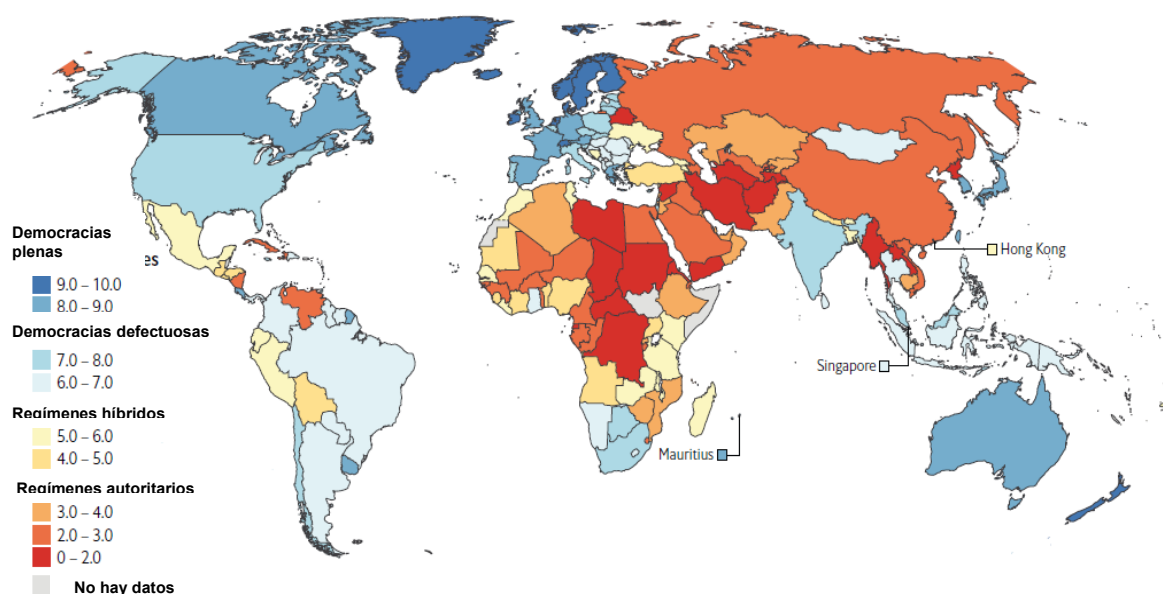 Democracias
plenas
es
9.0 – 10.0
8.0 – 9.0
Democracias defectuosas
7.0 – 8.0
6.0 – 7.0
Regímenes híbridos
5.0 – 6.0
4.0 – 5.0
Regímenes autoritarios
3.0 – 4.0
2.0 – 3.0
0 – 2.0
No hay datos
Hong Kong
Singapore
Mauritius